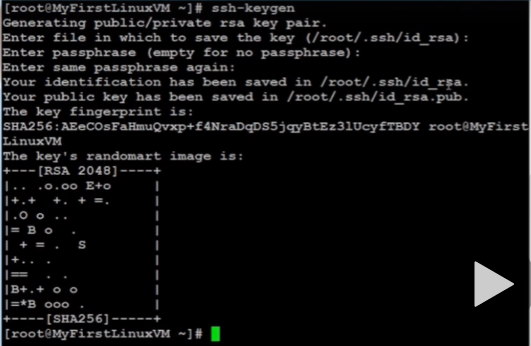 [root@MyFirstLinuxVM ~]# ssh-keygen
Generating public/private rsa key pair.
Enter file in which to save the key (/root/.ssh/id_rsa):
Enter passphrase (empty for no passphrase):
Enter same passphrase again:
Your identification has been saved in /root/.ssh/id_rsa.
Your public key has been saved in /root/.ssh/id_rsa.pub.
The key fingerprint is:
SHA256:AEeCOsFaHmuQvxp+f4NraDqDS5jqyBtEz3lUcyfTBDY root@MyFirst
LinuxVM
The key's randomart image is:
+---[RSA 2048]----+
|.. .o.oo E+o     |
|+.+  +. + =.     |
|.O o ..          |
|= B o  .         |
| + = .  S        |
|+.. .            |
|==  . .          |
|B+.+ o o         |
|=*B ooo .        |
+----[SHA256]-----+
[root@MyFirstLinuxVM ~]#